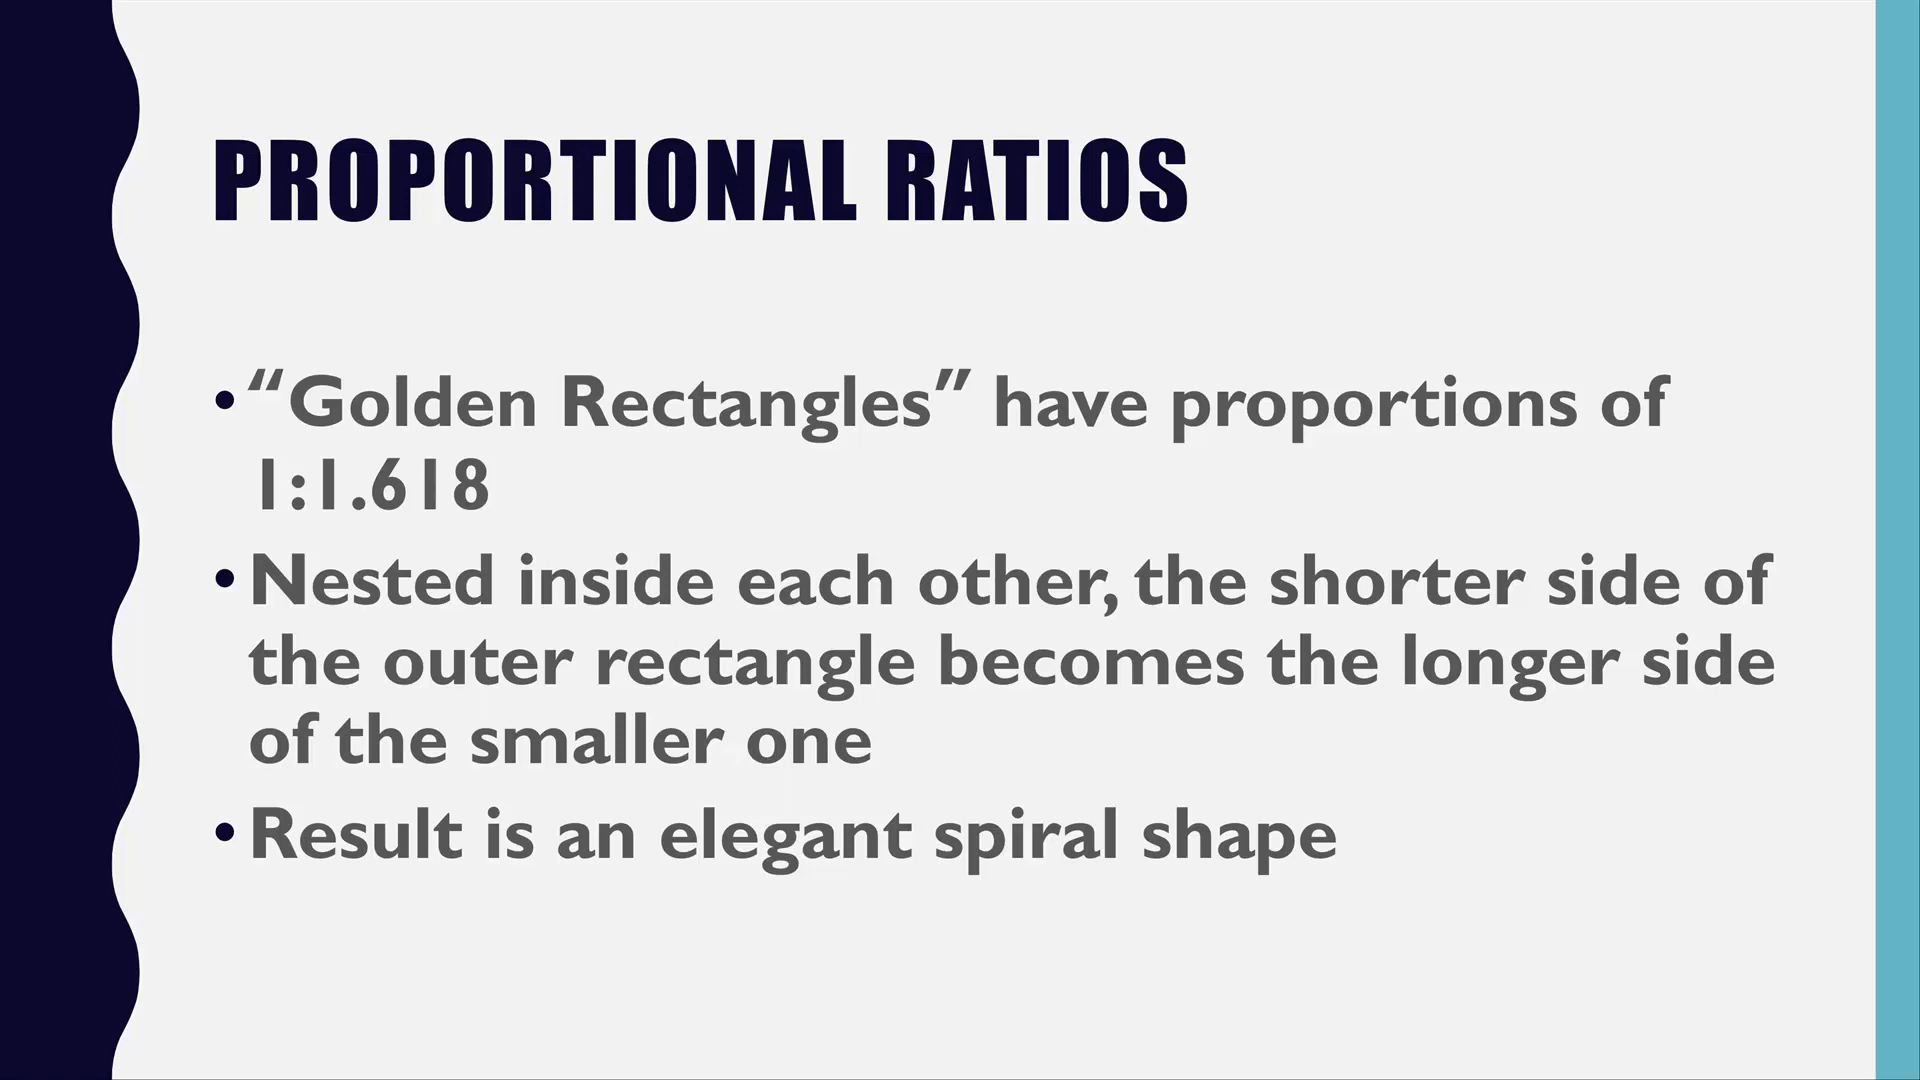 PROPORTIONAL RATIOS
•“Golden Rectangles” have proportions of
1:1.618
•Nested inside each other, the shorter side of
the outer rectangle becomes the longer side
of the smaller one
•Result is an elegant spiral shape